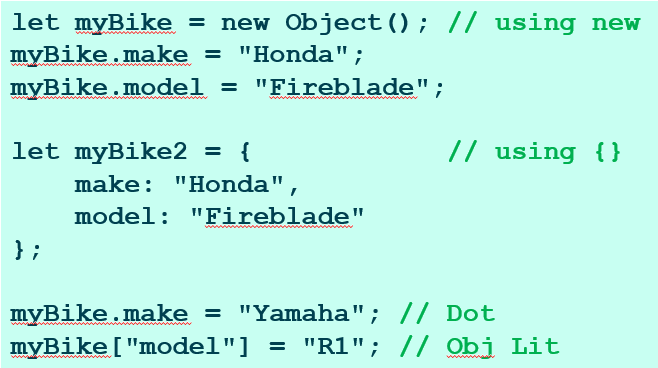 let myBike = new Object(); // using new
myBike.make = "Honda";
myBike.model = "Fireblade";
let myBike2 = { // using {}
make: "Honda",
model: "Fireblade"
};
myBike.make = "Yamaha"; // Dot
myBike["model"] = "R1"; // Obj Lit